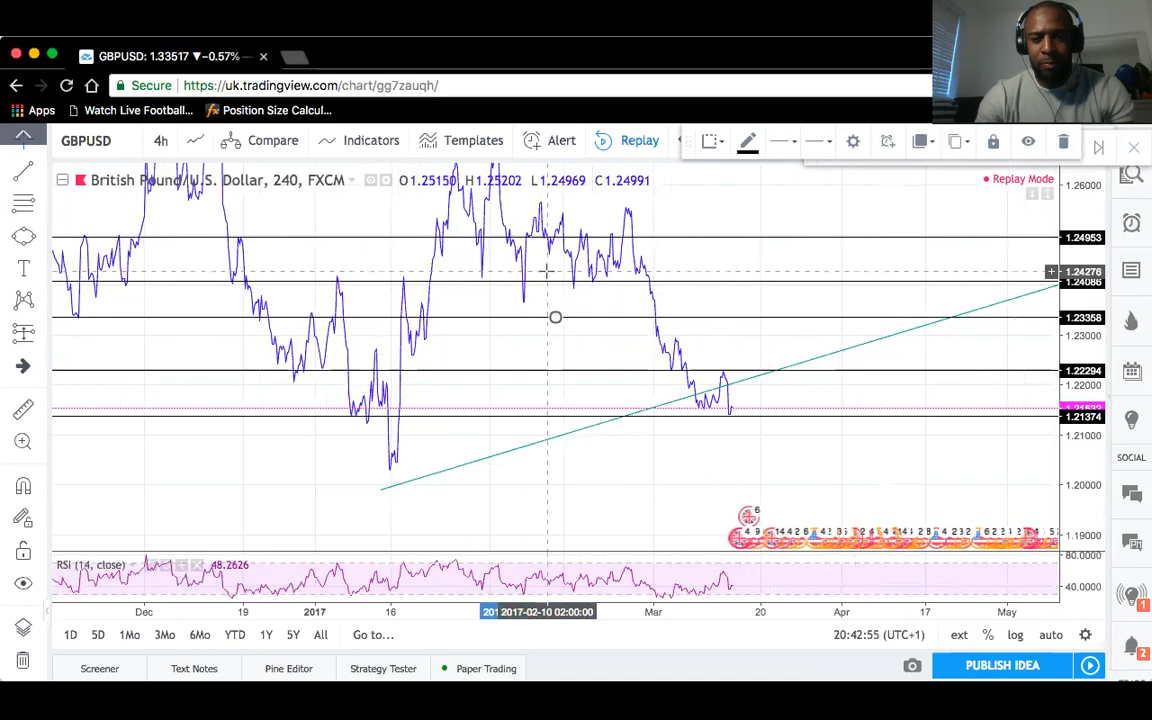 GBPUSD: 1.33517 ▼−0.57% —
Secure https://uk.tradingview.com/chart/gg7zauqh/
Apps Watch Live Football... Position Size Calcul...
GBPUSD 4h Compare Indicators Templates Alert Replay
British Pound/U.S. Dollar, 240, FXCM O1.25150 H1.25202 L1.24969 C1.24991
Replay Mode
1.26000
1.24953
1.24276
1.24086
1.23358
1.23000
1.22294
1.22000
1.21374
1.21000
1.20000
1.19000
RSI (14, close) 48.2626
80.0000
40.0000
Dec 19 2017 16 201 2017-02-10 02:00:00 Mar 20 Apr 17 May
1D 5D 1Mo 3Mo 6Mo YTD 1Y 5Y All Go to... 20:42:55 (UTC+1) ext % log auto
Screener Text Notes Pine Editor Strategy Tester Paper Trading PUBLISH IDEA
SOCIAL
1
2